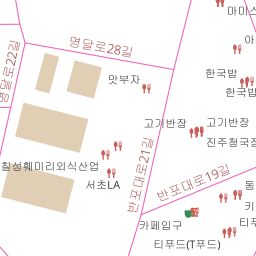 아마스
명달로28길
아
명달로22길
맛부자
한국밥
한국밥
고기반장
고기반장
진주청국장
반포대로21길
칠성훼미리외식산업
서초LA
반포대로19길
동
키
카페입구
티푸
티푸드(T푸드)